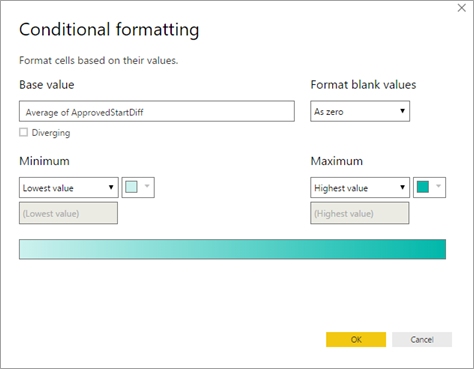 Conditional formatting
Format cells based on their values.
Base value
Format blank values
Average of ApprovedStartDiff
As zero
Diverging
Minimum
Maximum
Lowest value
Highest value
(Lowest value)
(Highest value)
OK
Cancel